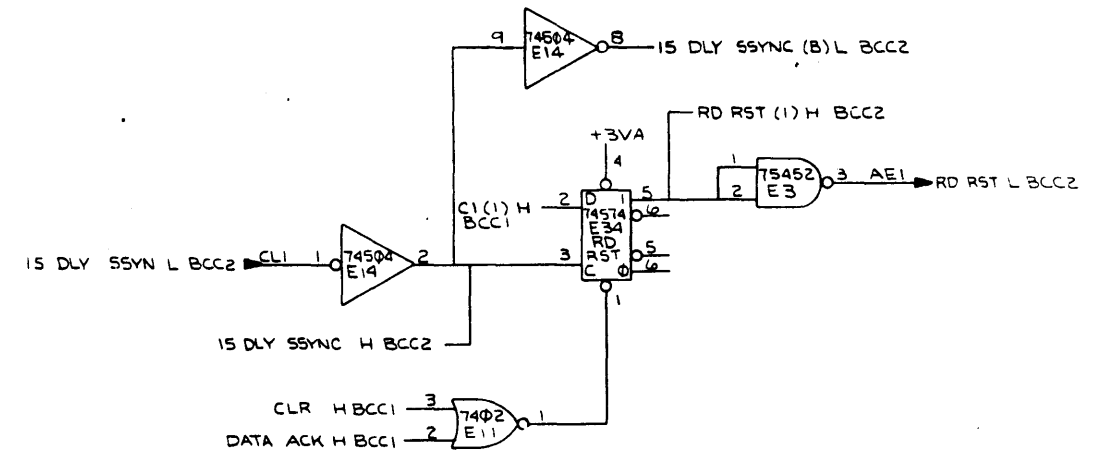 9 74S04 8 15 DLY SSYNC (B) L BCC2
E14
RD RST (1) H BCC2
+3VA
4
1 75452 3 AE1 RD RST L BCC2
2 E3
C1 (1) H 2 D 1 5
BCC1
74S74 6
E34
RD
RST 5
3 C 0 6
1
15 DLY SSYN L BCC2 CL1 1 74S04 2
E14
15 DLY SSYNC H BCC2
CLR H BCC1 3 7402 1
DATA ACK H BCC1 2 E11